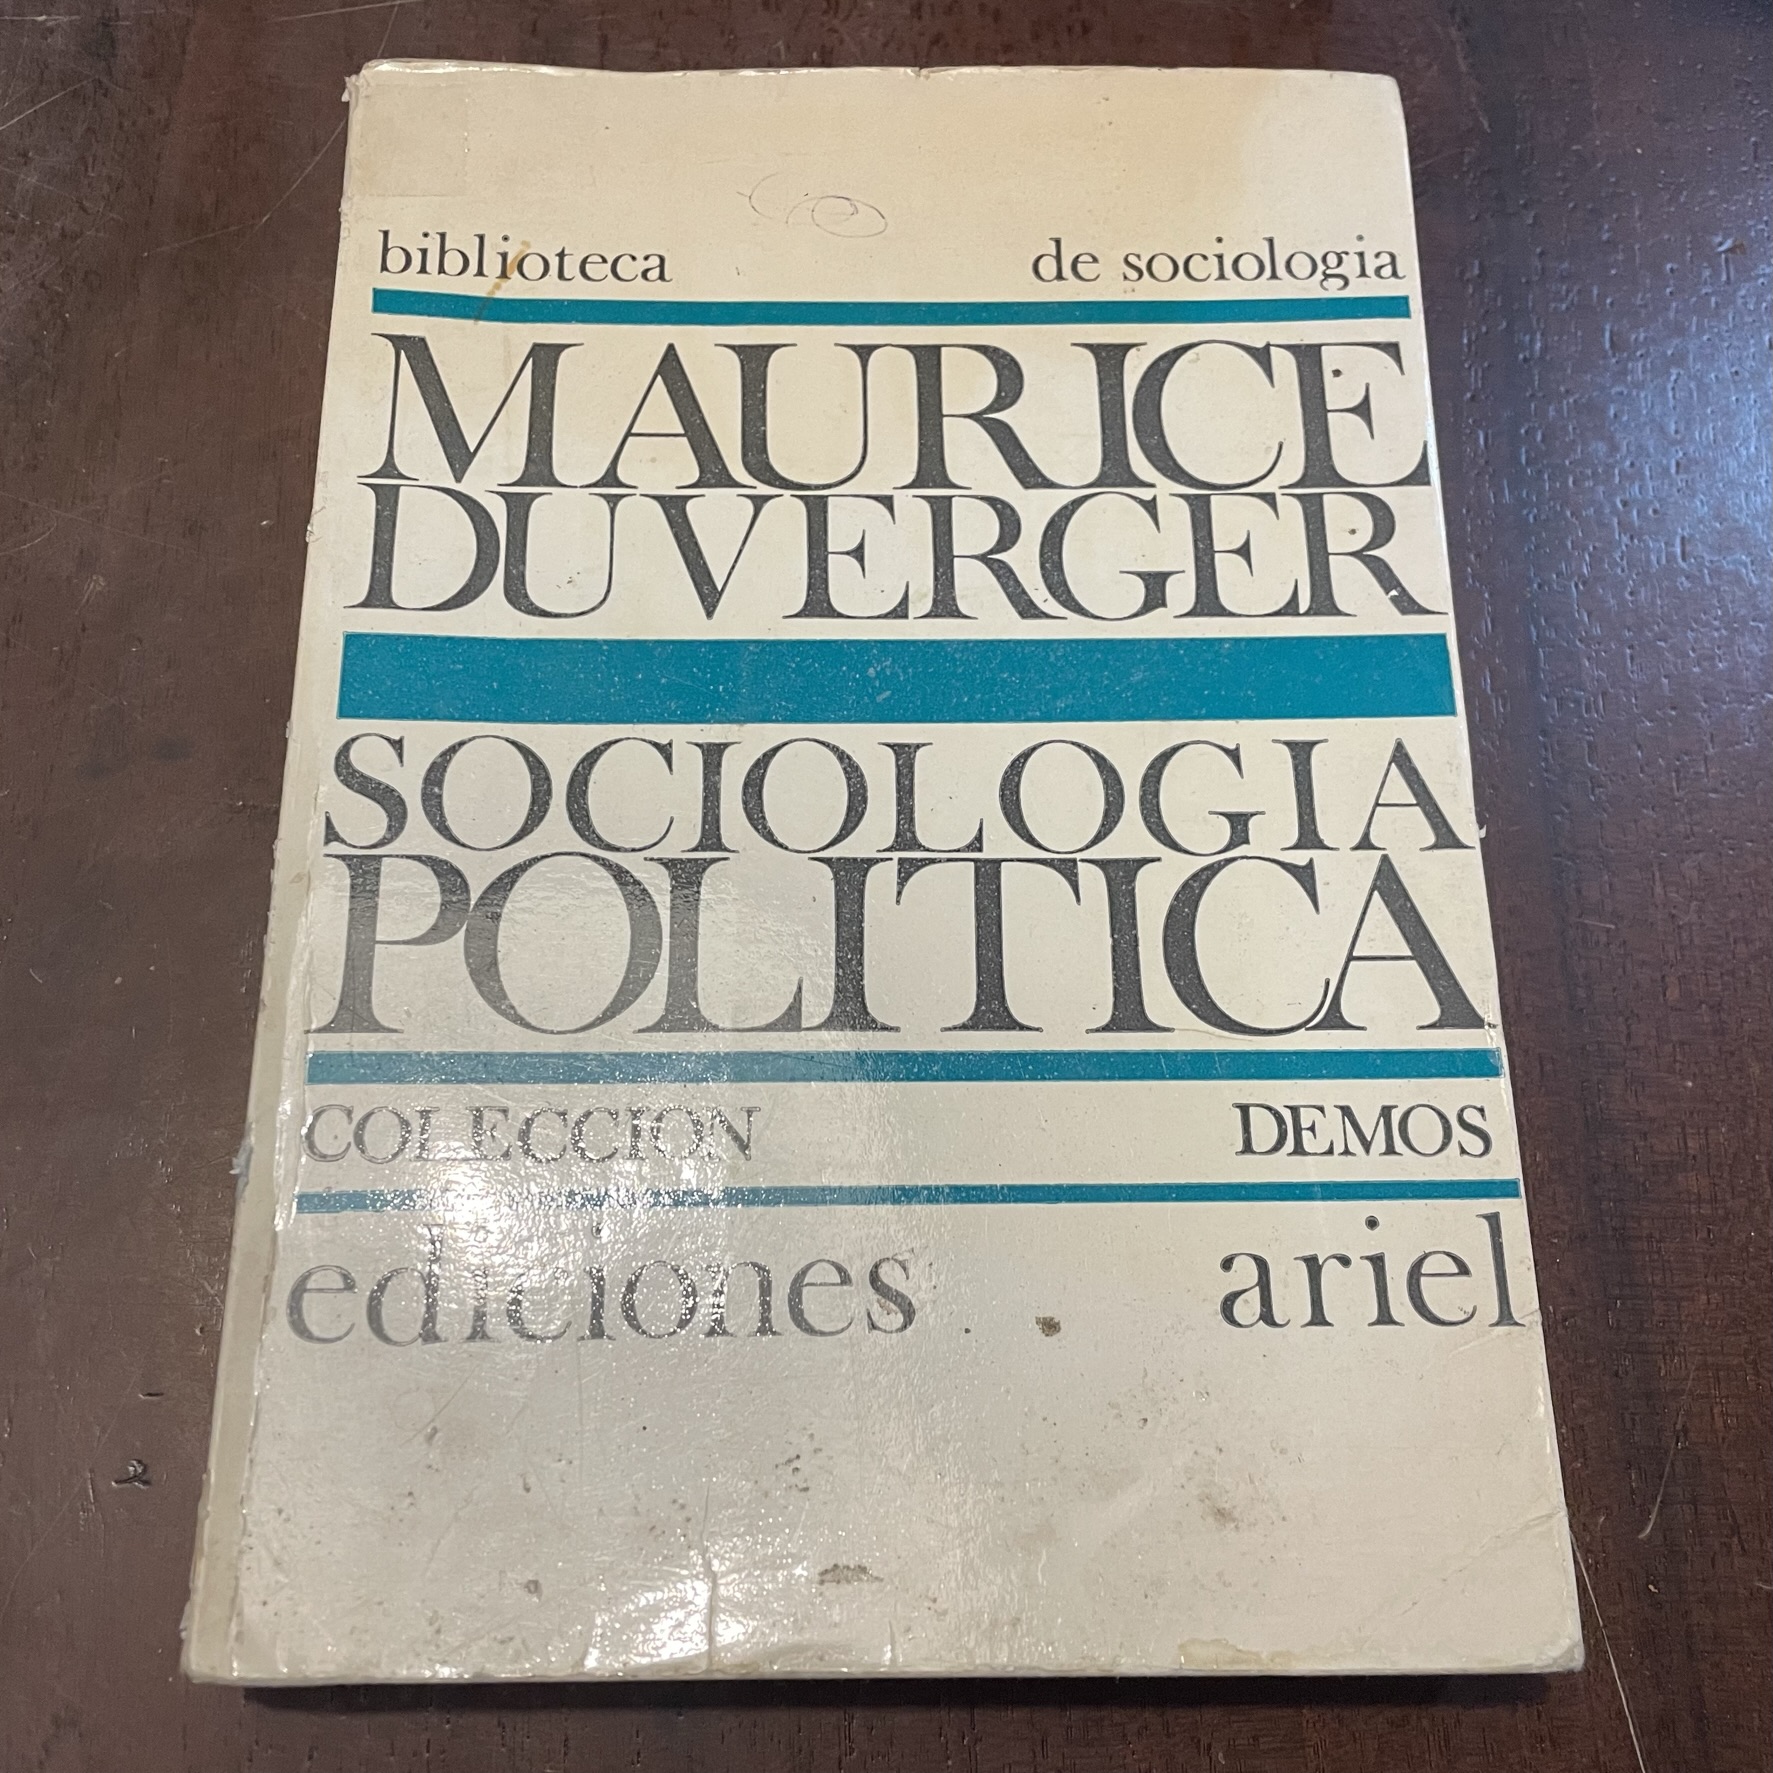 biblioteca de sociologia
MAURICE
DUVERGER
SOCIOLOGIA
POLITICA
COLECCION DEMOS
ediciones ariel